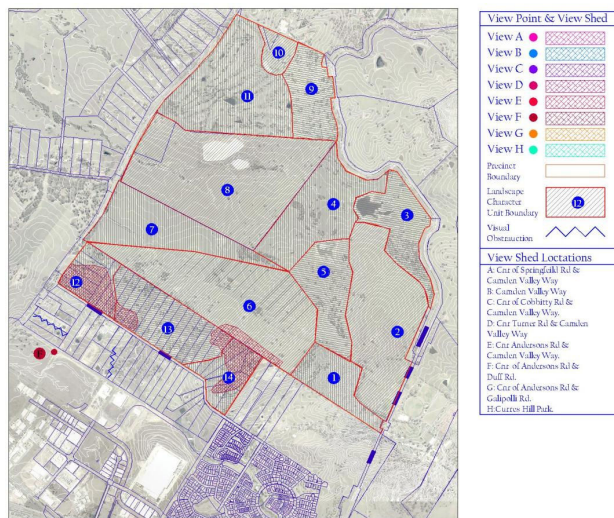 10
9
11
8
4
3
7
5
12
6
2
13
F
14
1
View Point & View Shed
View A
View B
View C
View D
View E
View F
View G
View H
Precinct
Boundary
Landscape
Character
Unit Boundary
12
Visual
Obstruction
View Shed Loctations
A: Cnr of Springfeild Rd &
Camden Valley Way
B: Camden Valley Way
C: Cnr of Cobbitty Rd &
Camden Valley Way.
D: Cnr Turner Rd & Camden
Valley Way
E: Cnr Andersons Rd &
Camden Valley Way.
F: Cnr of Andersons Rd &
Duff Rd.
G: Cnr of Andersons Rd &
Galipolli Rd.
H: Curres Hill Park.